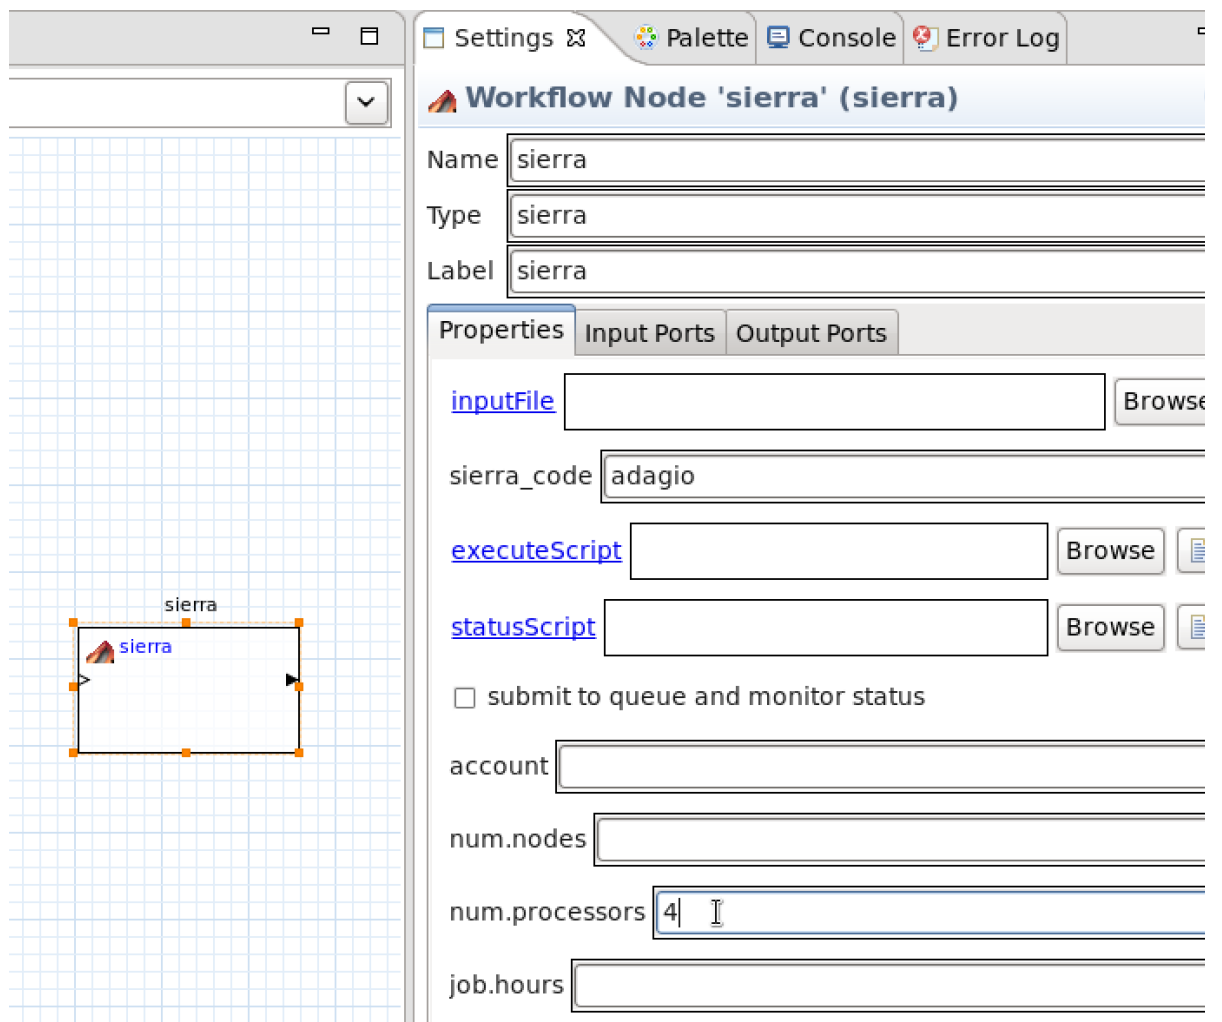 Settings Palette Console Error Log
Workflow Node 'sierra' (sierra)
Name sierra
Type sierra
Label sierra
Properties Input Ports Output Ports
inputFile Browse
sierra_code adagio
executeScript Browse
statusScript Browse
submit to queue and monitor status
account
num.nodes
num.processors 4
job.hours
sierra
sierra